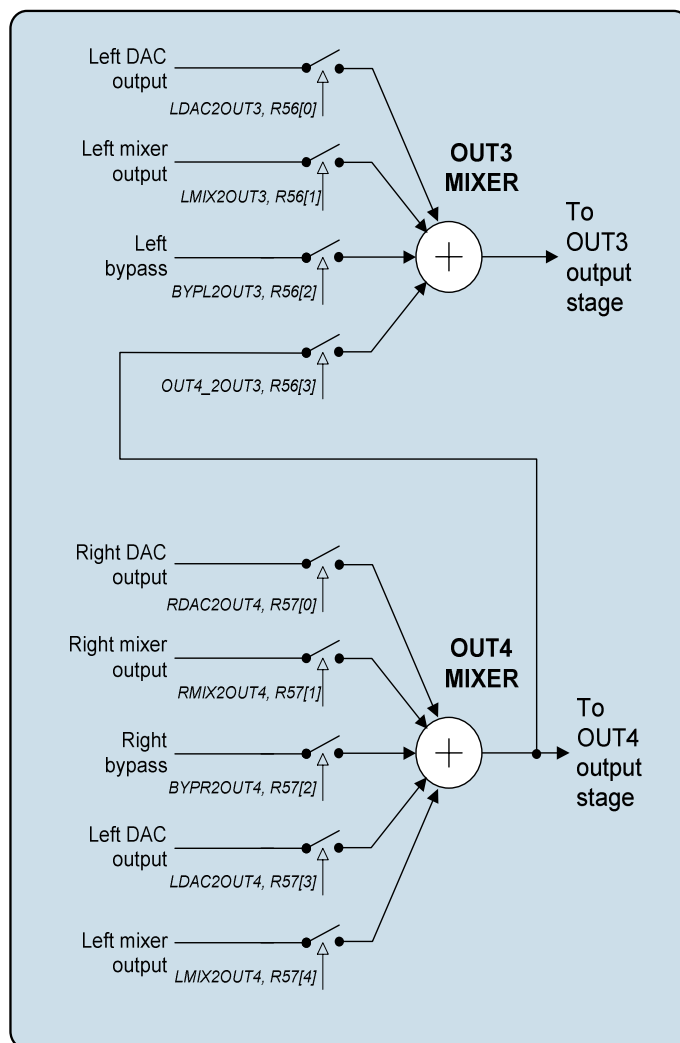 Left DAC
output
LDAC2OUT3, R56[0]
Left mixer
output
LMIX2OUT3, R56[1]
Left
bypass
BYPL2OUT3, R56[2]
OUT4_2OUT3, R56[3]
OUT3
MIXER
+
To
OUT3
output
stage
Right DAC
output
RDAC2OUT4, R57[0]
Right mixer
output
RMIX2OUT4, R57[1]
Right
bypass
BYPR2OUT4, R57[2]
Left DAC
output
LDAC2OUT4, R57[3]
Left mixer
output
LMIX2OUT4, R57[4]
OUT4
MIXER
+
To
OUT4
output
stage